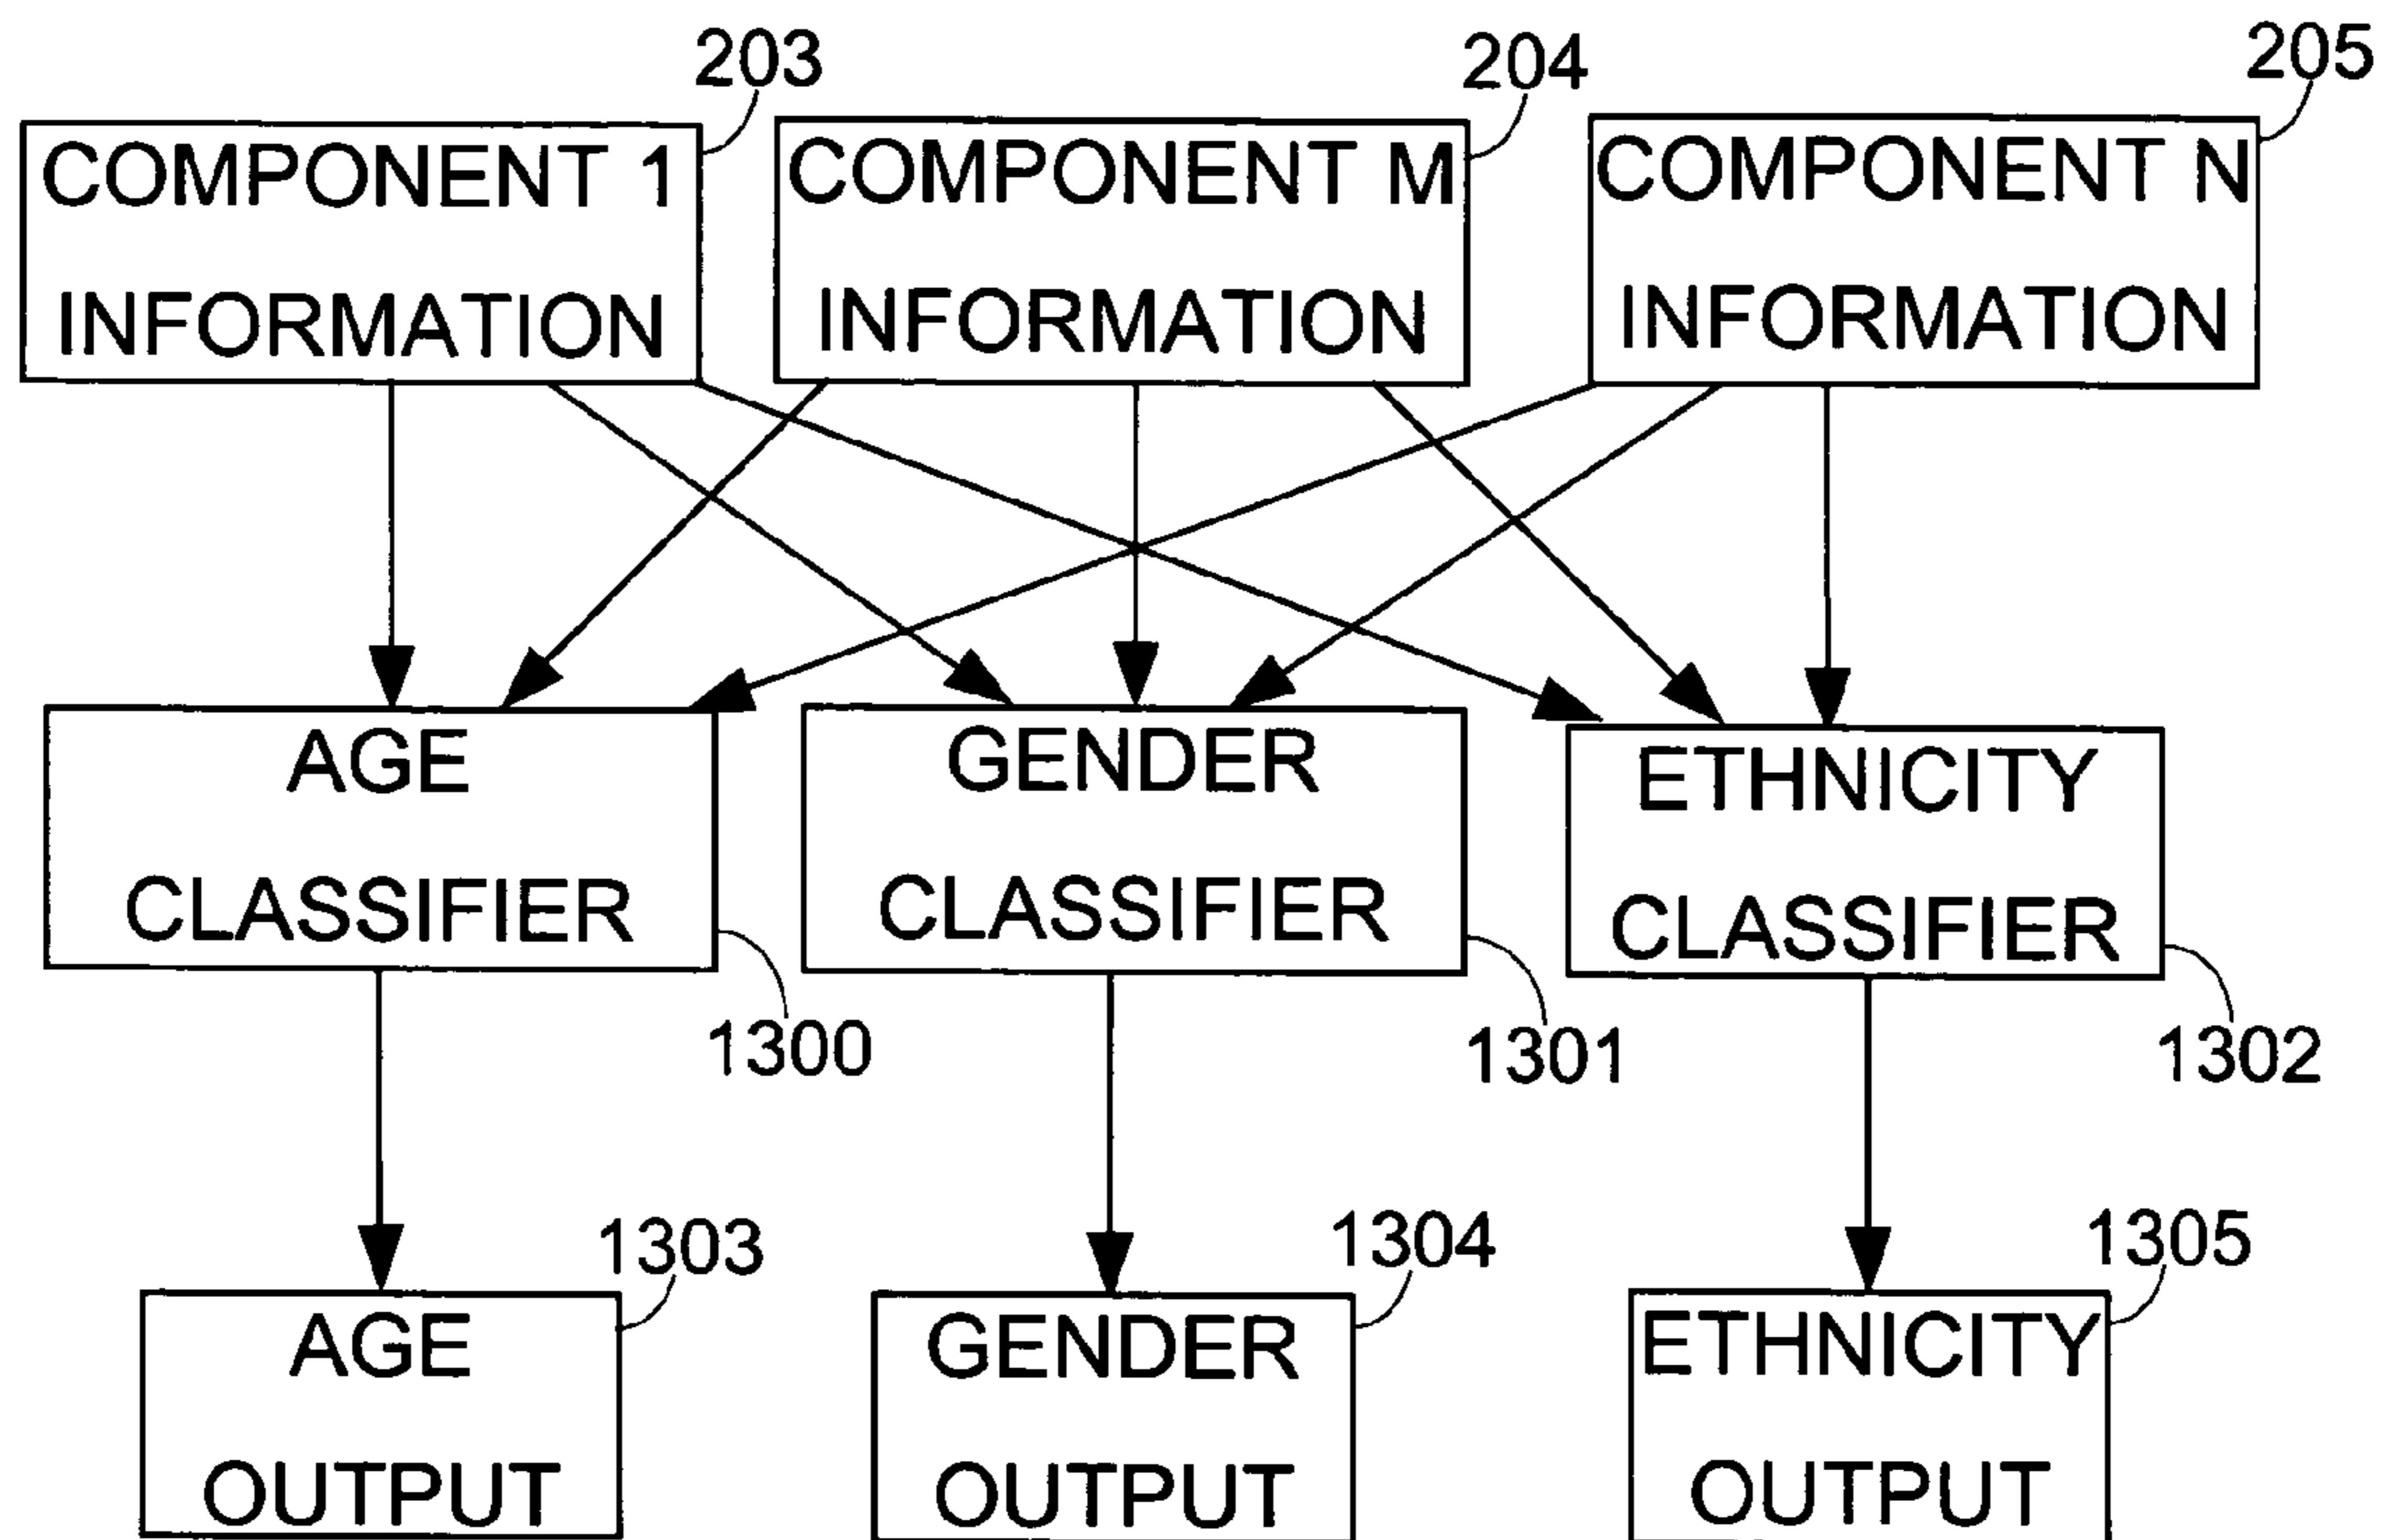 203
204
205
COMPONENT 1
INFORMATION
COMPONENT M
INFORMATION
COMPONENT N
INFORMATION
AGE
CLASSIFIER
GENDER
CLASSIFIER
ETHNICITY
CLASSIFIER
1300
1301
1302
1303
1304
1305
AGE
OUTPUT
GENDER
OUTPUT
ETHNICITY
OUTPUT